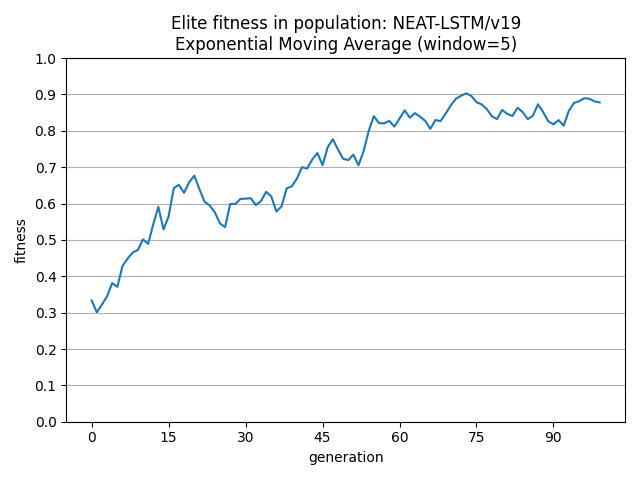 Elite fitness in population: NEAT-LSTM/v19
Exponential Moving Average (window=5)
1.0
0.9
0.8
0.7
0.6
0.5
0.4
0.3
0.2
0.1
0.0
fitness
0 15 30 45 60 75 90
generation